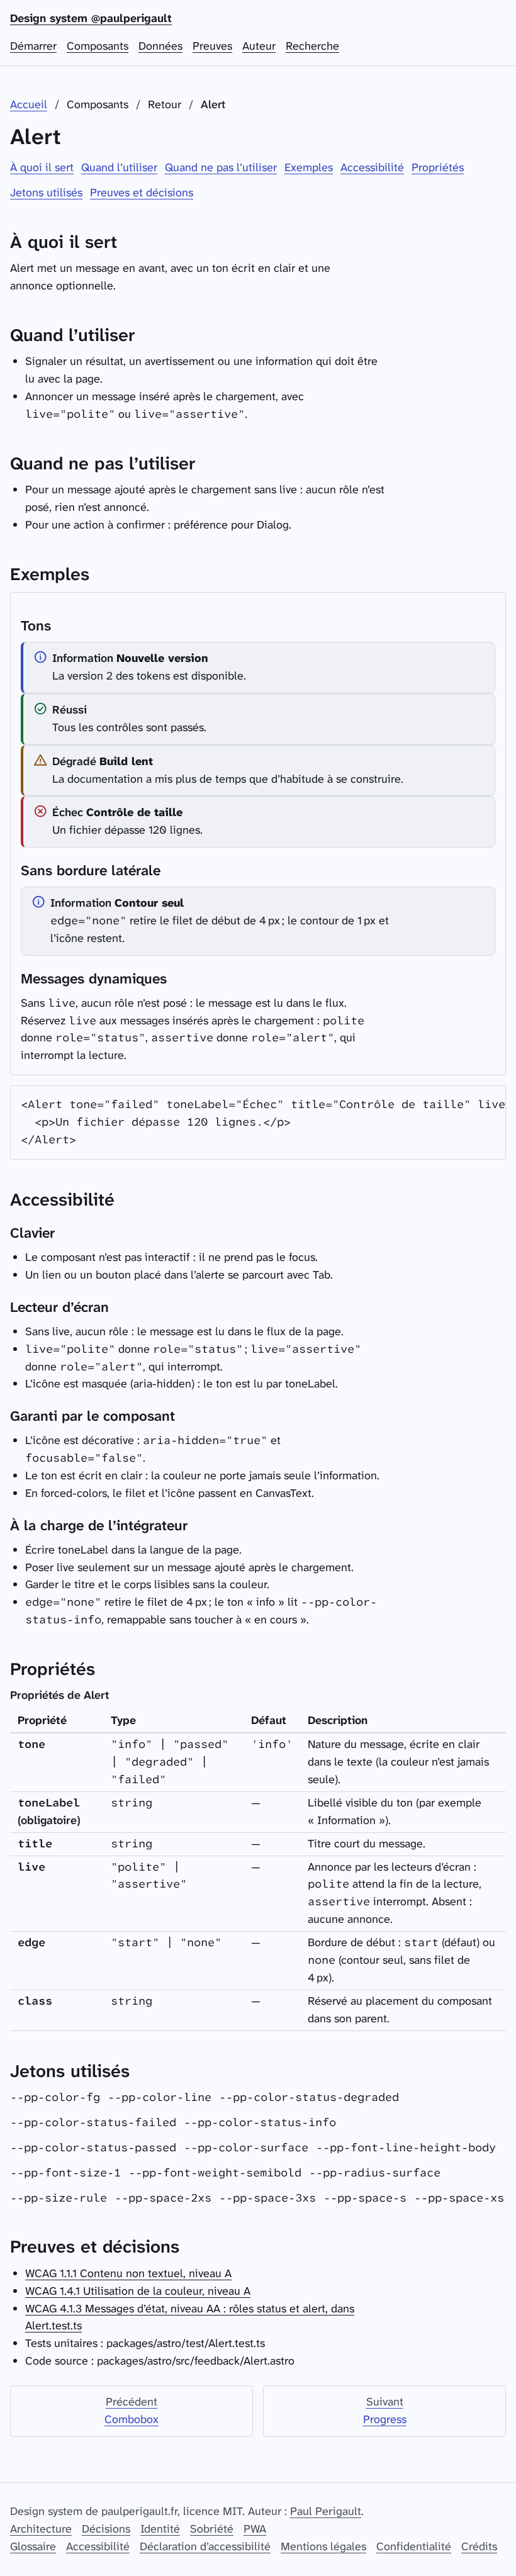 Design system @paulperigault
Démarrer Composants Données Preuves Auteur Recherche
Accueil / Composants / Retour / Alert
Alert
À quoi il sert Quand l’utiliser Quand ne pas l’utiliser Exemples Accessibilité Propriétés
Jetons utilisés Preuves et décisions
À quoi il sert
Alert met un message en avant, avec un ton écrit en clair et une
annonce optionnelle.
Quand l’utiliser
• Signaler un résultat, un avertissement ou une information qui doit être
lu avec la page.
• Annoncer un message inséré après le chargement, avec
live="polite" ou live="assertive".
Quand ne pas l’utiliser
• Pour un message ajouté après le chargement sans live : aucun rôle n’est
posé, rien n’est annoncé.
• Pour une action à confirmer : préférence pour Dialog.
Exemples
Tons
Information Nouvelle version
La version 2 des tokens est disponible.
Réussi
Tous les contrôles sont passés.
Dégradé Build lent
La documentation a mis plus de temps que d’habitude à se construire.
Échec Contrôle de taille
Un fichier dépasse 120 lignes.
Sans bordure latérale
Information Contour seul
edge="none" retire le filet de début de 4 px ; le contour de 1 px et
l’icône restent.
Messages dynamiques
Sans live, aucun rôle n’est posé : le message est lu dans le flux.
Réservez live aux messages insérés après le chargement : polite
donne role="status", assertive donne role="alert", qui
interrompt la lecture.
<Alert tone="failed" toneLabel="Échec" title="Contrôle de taille" live
<p>Un fichier dépasse 120 lignes.</p>
</Alert>
Accessibilité
Clavier
• Le composant n’est pas interactif : il ne prend pas le focus.
• Un lien ou un bouton placé dans l’alerte se parcourt avec Tab.
Lecteur d’écran
• Sans live, aucun rôle : le message est lu dans le flux de la page.
• live="polite" donne role="status" ; live="assertive"
donne role="alert", qui interrompt.
• L’icône est masquée (aria-hidden) : le ton est lu par toneLabel.
Garanti par le composant
• L’icône est décorative : aria-hidden="true" et
focusable="false".
• Le ton est écrit en clair : la couleur ne porte jamais seule l’information.
• En forced-colors, le filet et l’icône passent en CanvasText.
À la charge de l’intégrateur
• Écrire toneLabel dans la langue de la page.
• Poser live seulement sur un message ajouté après le chargement.
• Garder le titre et le corps lisibles sans la couleur.
• edge="none" retire le filet de 4 px ; le ton « info » lit --pp-color-
status-info, remappable sans toucher à « en cours ».
Propriétés
Propriétés de Alert
Propriété Type Défaut Description
tone "info" | "passed" 'info' Nature du message, écrite en clair
| "degraded" | dans le texte (la couleur n’est jamais
"failed" seule).
toneLabel string — Libellé visible du ton (par exemple
(obligatoire) « Information »).
title string — Titre court du message.
live "polite" | — Annonce par les lecteurs d’écran :
"assertive" polite attend la fin de la lecture,
assertive interrompt. Absent :
aucune annonce.
edge "start" | "none" — Bordure de début : start (défaut) ou
none (contour seul, sans filet de
4 px).
class string — Réservé au placement du composant
dans son parent.
Jetons utilisés
--pp-color-fg --pp-color-line --pp-color-status-degraded
--pp-color-status-failed --pp-color-status-info
--pp-color-status-passed --pp-color-surface --pp-font-line-height-body
--pp-font-size-1 --pp-font-weight-semibold --pp-radius-surface
--pp-size-rule --pp-space-2xs --pp-space-3xs --pp-space-s --pp-space-xs
Preuves et décisions
• WCAG 1.1.1 Contenu non textuel, niveau A
• WCAG 1.4.1 Utilisation de la couleur, niveau A
• WCAG 4.1.3 Messages d’état, niveau AA : rôles status et alert, dans
Alert.test.ts
• Tests unitaires : packages/astro/test/Alert.test.ts
• Code source : packages/astro/src/feedback/Alert.astro
Précédent Suivant
Combobox Progress
Design system de paulperigault.fr, licence MIT. Auteur : Paul Perigault.
Architecture Décisions Identité Sobriété PWA
Glossaire Accessibilité Déclaration d’accessibilité Mentions légales Confidentialité Crédits